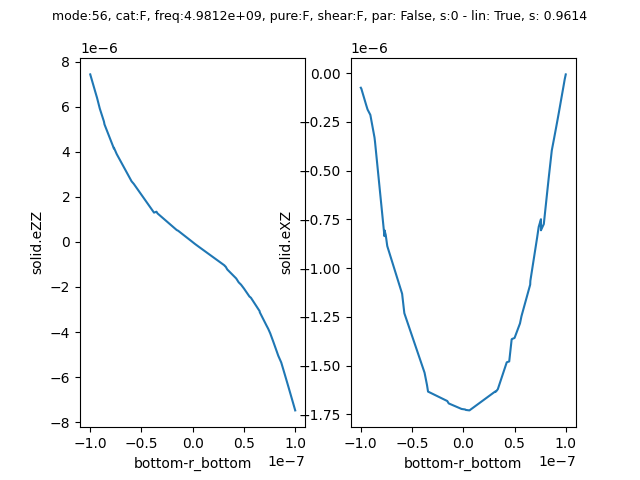 mode:56, cat:F, freq:4.9812e+09, pure:F, shear:F, par: False, s:0 - lin: True, s: 0.9614
1e−6
8
6
4
2
0
−2
−4
−6
−8
solid.eZZ
−1.0 −0.5 0.0 0.5 1.0
bottom-r_bottom 1e−7
1e−6
0.00
−0.25
−0.50
−0.75
−1.00
−1.25
−1.50
−1.75
solid.eXZ
−1.0 −0.5 0.0 0.5 1.0
bottom-r_bottom 1e−7